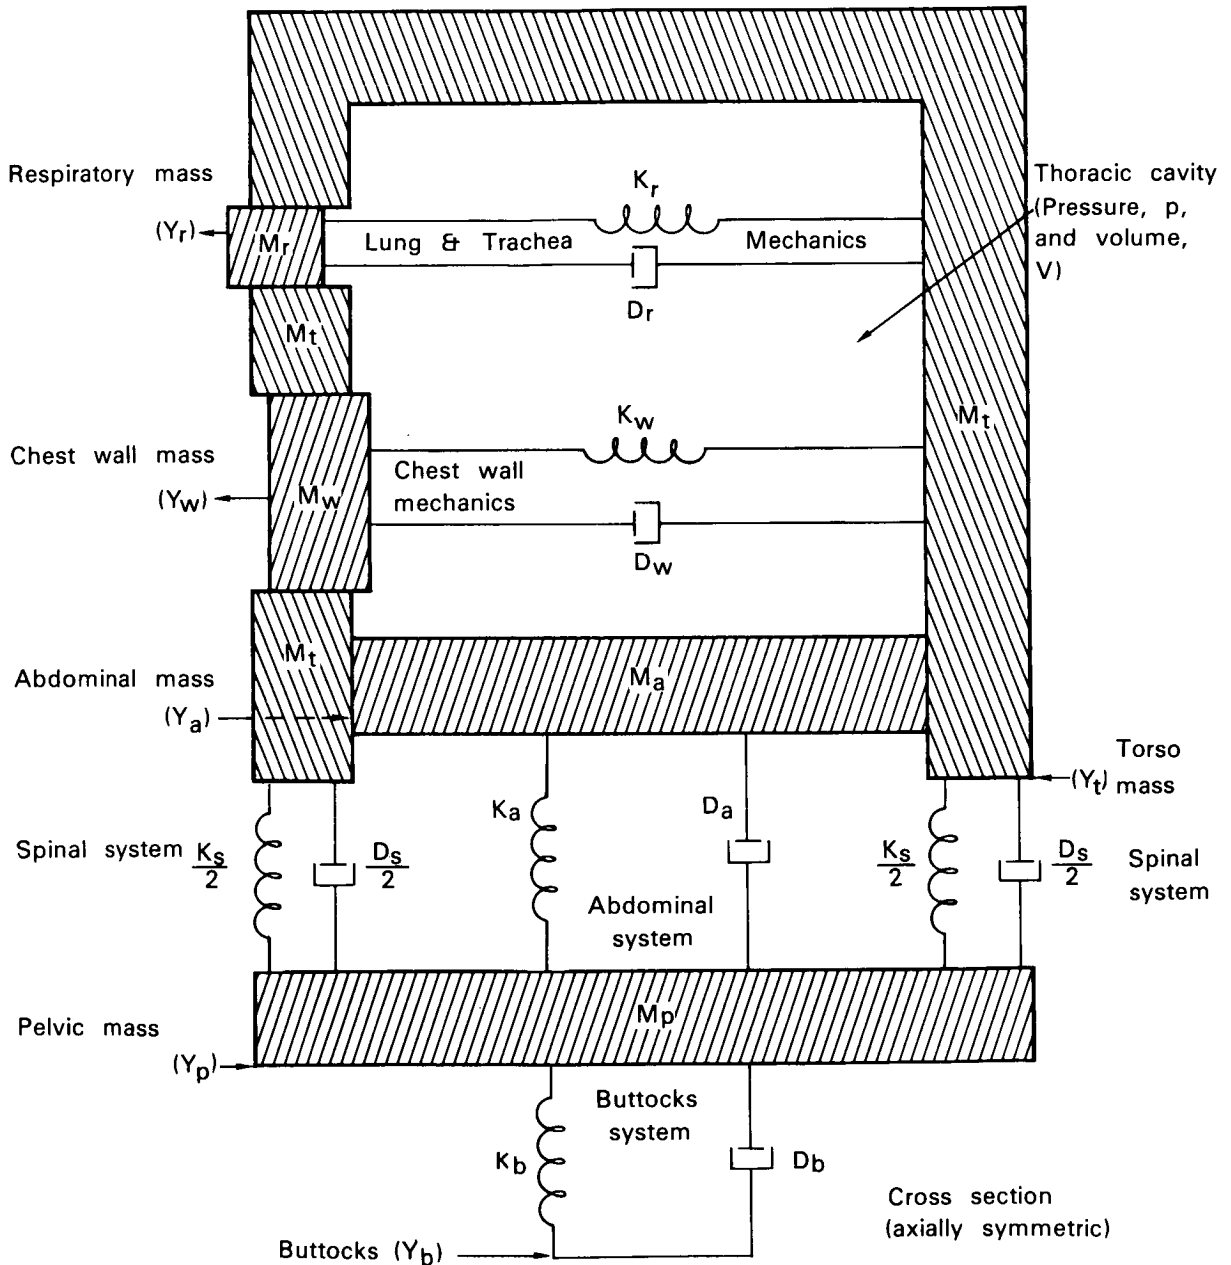 Respiratory mass
(Yr)
Mr
Kr
Lung & Trachea
Mechanics
Dr
Thoracic cavity
(Pressure, p,
and volume,
V)
Mt
Mt
Kw
Chest wall mass
(Yw)
Mw
Chest wall
mechanics
Dw
Mt
Ma
Abdominal mass
(Ya)
Torso
mass
(Yt)
Ka
Da
Spinal system
Ks
2
Ds
2
Abdominal
system
Ks
2
Ds
2
Spinal
system
Mp
Pelvic mass
(Yp)
Buttocks
system
Kb
Db
Buttocks (Yb)
Cross section
(axially symmetric)